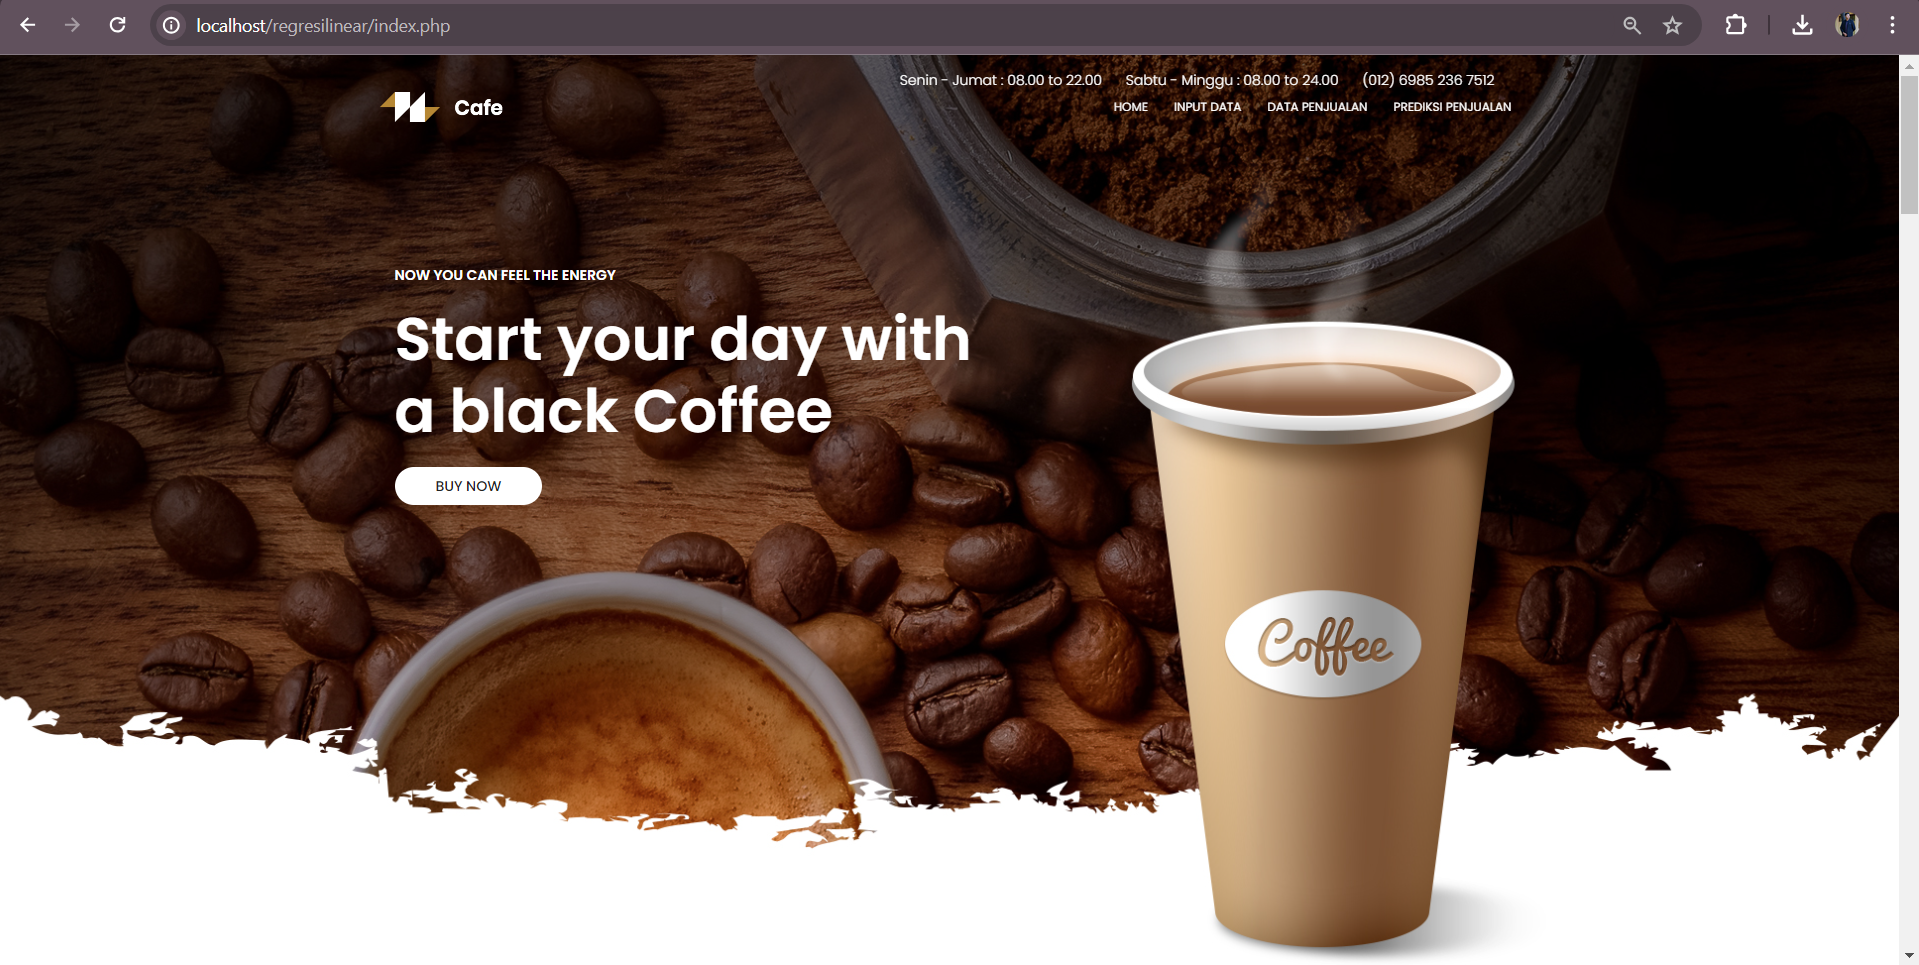 localhost/regresilinear/index.php
Senin - Jumat : 08.00 to 22.00 Sabtu - Minggu : 08.00 to 24.00 (012) 6985 236 7512
Cafe
HOME INPUT DATA DATA PENJUALAN PREDIKSI PENJUALAN
NOW YOU CAN FEEL THE ENERGY
Start your day with
a black Coffee
BUY NOW
Coffee